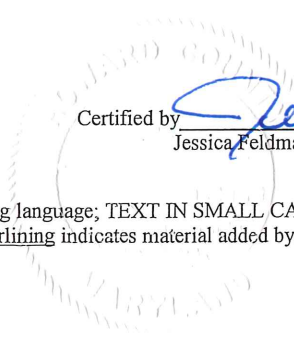 Certified by
Jessica Feldma
g language; TEXT IN SMALL CA
rlining indicates material added by